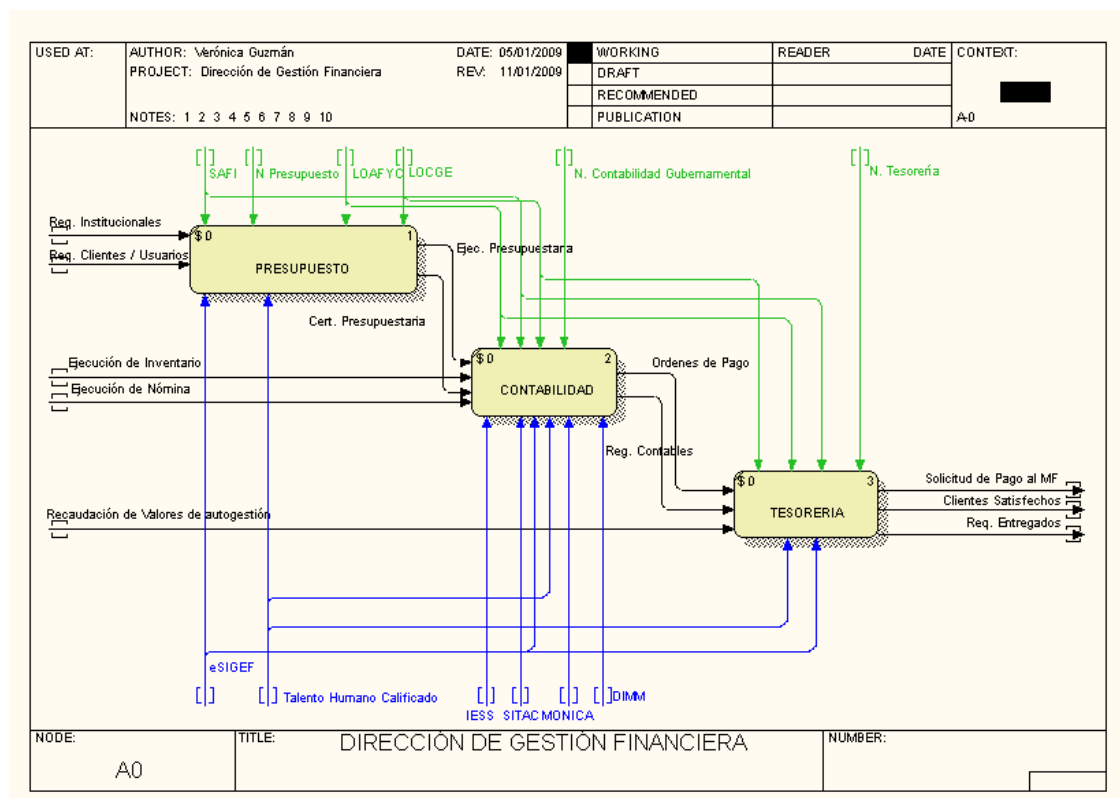 USED AT:
AUTHOR: Verónica Guzmán
DATE: 05/01/2009
WORKING
READER
DATE
CONTEXT:
PROJECT: Dirección de Gestión Financiera
REV: 11/01/2009
DRAFT
RECOMMENDED
NOTES: 1 2 3 4 5 6 7 8 9 10
PUBLICATION
A-0
SAFI
N Presupuesto
LOAFYC
LOCGE
N. Contabilidad Gubernamental
N. Tesorería
Req. Institucionales
$ 0
1
Req. Clientes / Usuarios
PRESUPUESTO
Ejec. Presupuestaria
Cert. Presupuestaria
Ejecución de Inventario
$ 0
2
Ordenes de Pago
Ejecución de Nómina
CONTABILIDAD
Reg. Contables
$ 0
3
Solicitud de Pago al MF
Clientes Satisfechos
Recaudación de Valores de autogestión
TESORERIA
Req. Entregados
eSIGEF
Talento Humano Calificado
DIMM
IESS
SITAC
MONICA
NODE:
TITLE:
DIRECCIÓN DE GESTIÓN FINANCIERA
NUMBER:
A0